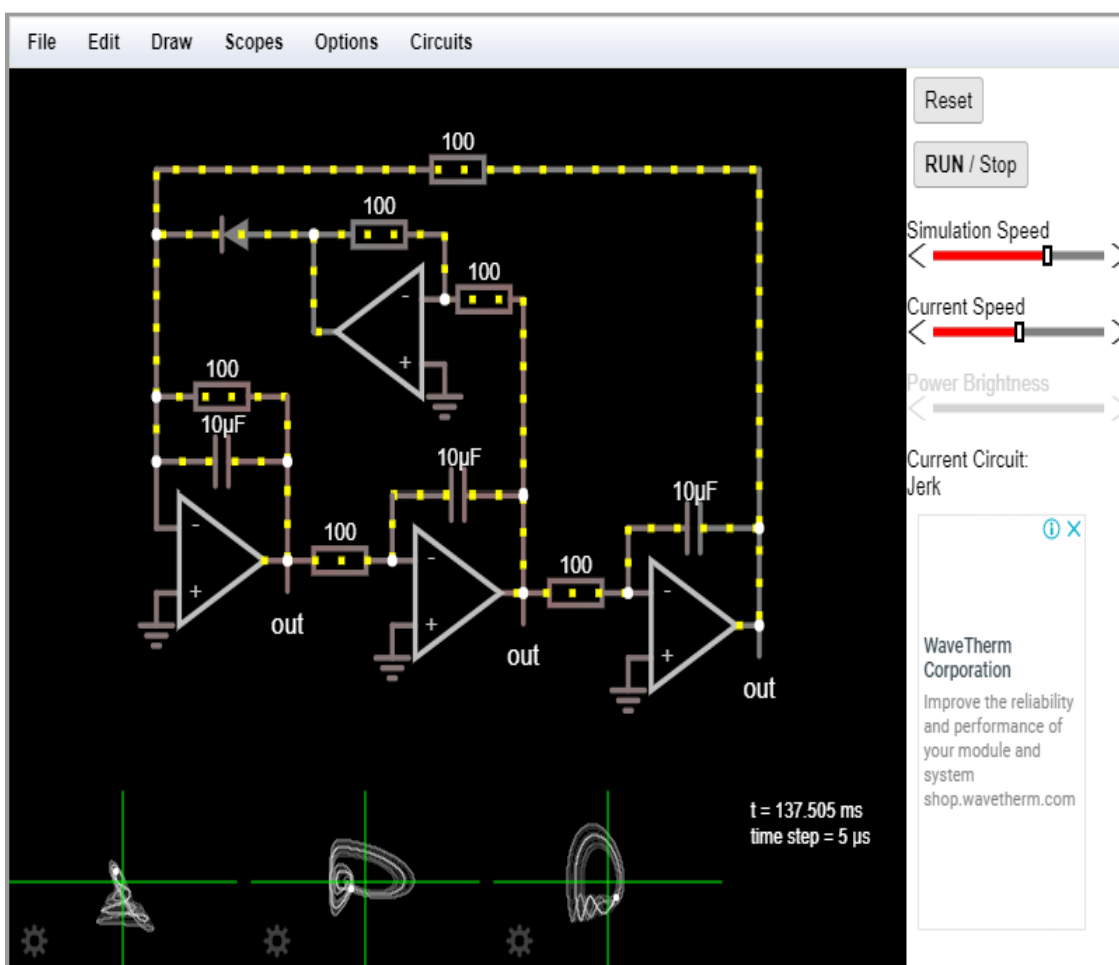 File Edit Draw Scopes Options Circuits
Reset
RUN / Stop
Simulation Speed
Current Speed
Power Brightness
Current Circuit:
Jerk
100
100
100
100
10µF
10µF
10µF
100
100
-
+
-
+
-
+
-
+
out
out
out
t = 137.505 ms
time step = 5 µs
WaveTherm
Corporation
Improve the reliability
and performance of
your module and
system
shop.wavetherm.com